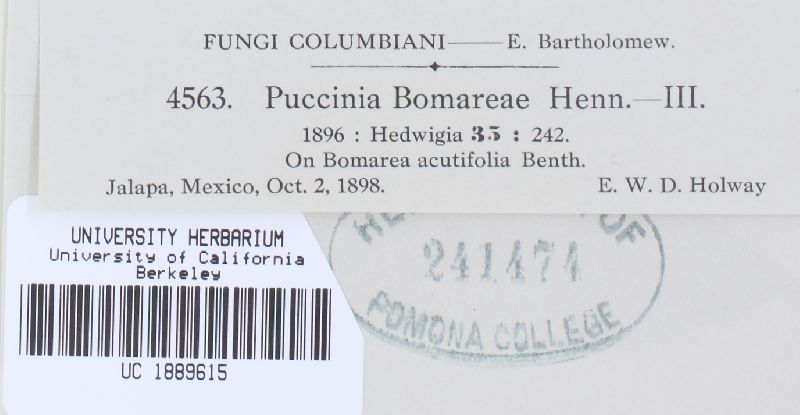 FUNGI COLUMBIANI—E. Bartholomew.
4563. Puccinia Bomareae Henn.—III.
1896 : Hedwigia 35 : 242.
On Bomarea acutifolia Benth.
Jalapa, Mexico, Oct. 2, 1898. E. W. D. Holway
UNIVERSITY HERBARIUM
University of California
Berkeley
UC 1889615
OF
241474
POMONA COLLEGE